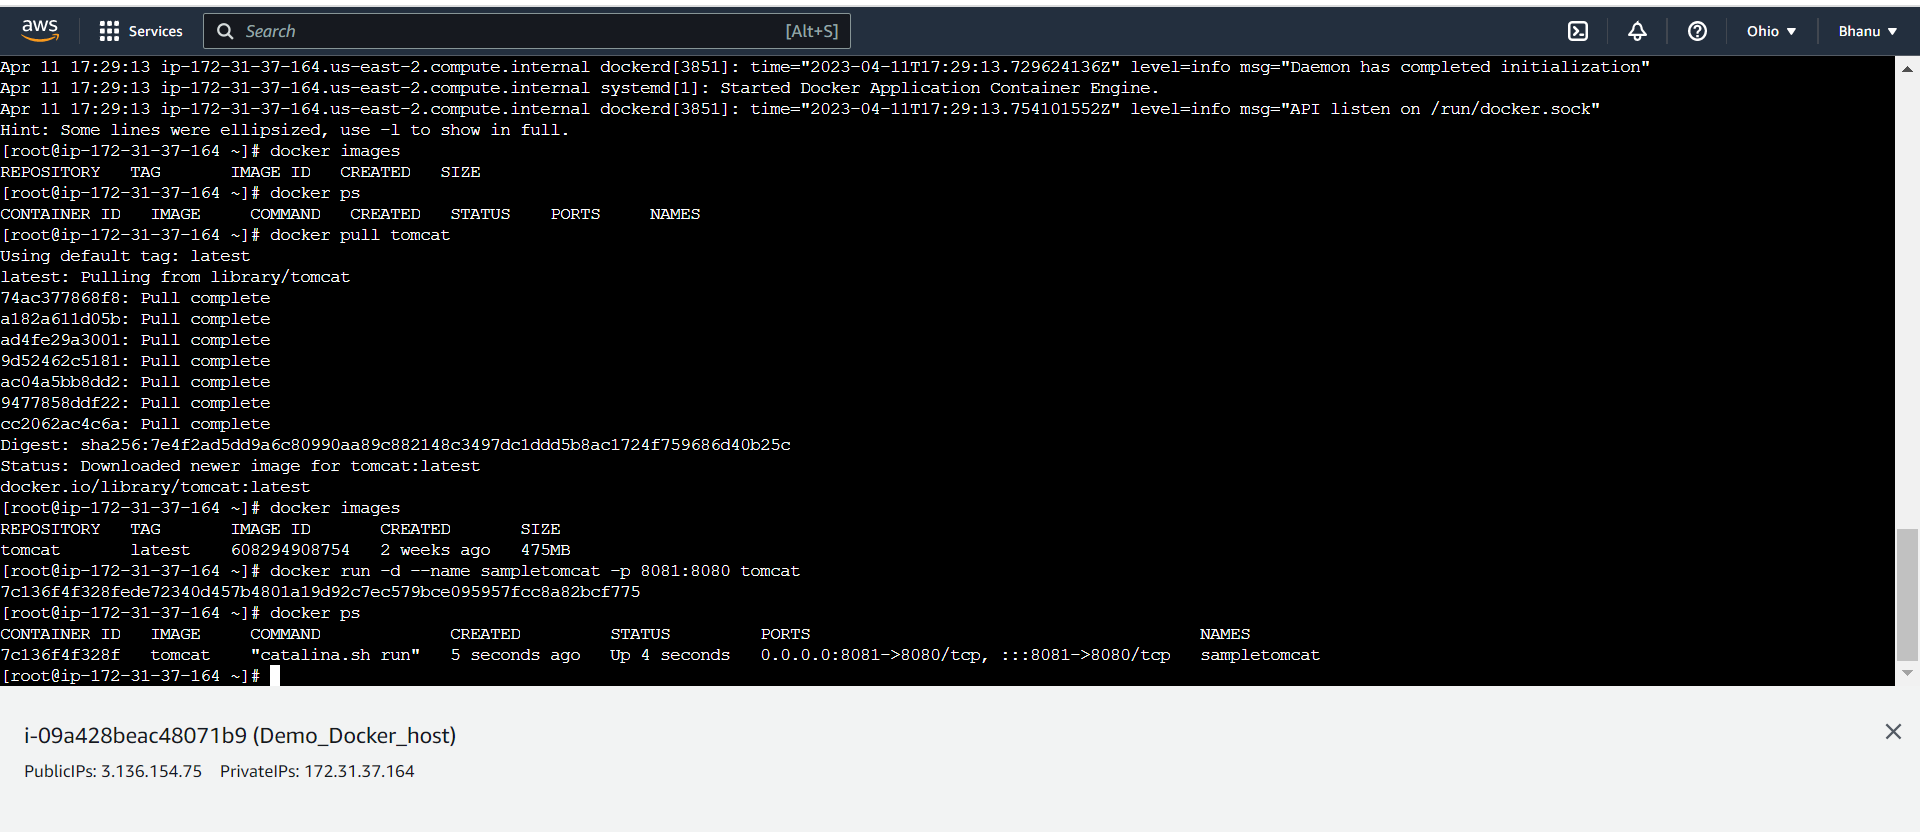 aws Services Search [Alt+S] Ohio ▼ Bhanu ▼
Apr 11 17:29:13 ip-172-31-37-164.us-east-2.compute.internal dockerd[3851]: time="2023-04-11T17:29:13.729624136Z" level=info msg="Daemon has completed initialization"
Apr 11 17:29:13 ip-172-31-37-164.us-east-2.compute.internal systemd[1]: Started Docker Application Container Engine.
Apr 11 17:29:13 ip-172-31-37-164.us-east-2.compute.internal dockerd[3851]: time="2023-04-11T17:29:13.754101552Z" level=info msg="API listen on /run/docker.sock"
Hint: Some lines were ellipsized, use -l to show in full.
[root@ip-172-31-37-164 ~]# docker images
REPOSITORY   TAG       IMAGE ID   CREATED   SIZE
[root@ip-172-31-37-164 ~]# docker ps
CONTAINER ID   IMAGE     COMMAND   CREATED   STATUS    PORTS     NAMES
[root@ip-172-31-37-164 ~]# docker pull tomcat
Using default tag: latest
latest: Pulling from library/tomcat
74ac377868f8: Pull complete
a182a611d05b: Pull complete
ad4fe29a3001: Pull complete
9d52462c5181: Pull complete
ac04a5bb8dd2: Pull complete
9477858ddf22: Pull complete
cc2062ac4c6a: Pull complete
Digest: sha256:7e4f2ad5dd9a6c80990aa89c882148c3497dc1ddd5b8ac1724f759686d40b25c
Status: Downloaded newer image for tomcat:latest
docker.io/library/tomcat:latest
[root@ip-172-31-37-164 ~]# docker images
REPOSITORY   TAG       IMAGE ID       CREATED       SIZE
tomcat       latest    608294908754   2 weeks ago   475MB
[root@ip-172-31-37-164 ~]# docker run -d --name sampletomcat -p 8081:8080 tomcat
7c136f4f328fede72340d457b4801a19d92c7ec579bce095957fcc8a82bcf775
[root@ip-172-31-37-164 ~]# docker ps
CONTAINER ID   IMAGE     COMMAND             CREATED         STATUS         PORTS                                       NAMES
7c136f4f328f   tomcat    "catalina.sh run"   5 seconds ago   Up 4 seconds   0.0.0.0:8081->8080/tcp, :::8081->8080/tcp   sampletomcat
[root@ip-172-31-37-164 ~]#
i-09a428beac48071b9 (Demo_Docker_host)
PublicIPs: 3.136.154.75 PrivateIPs: 172.31.37.164